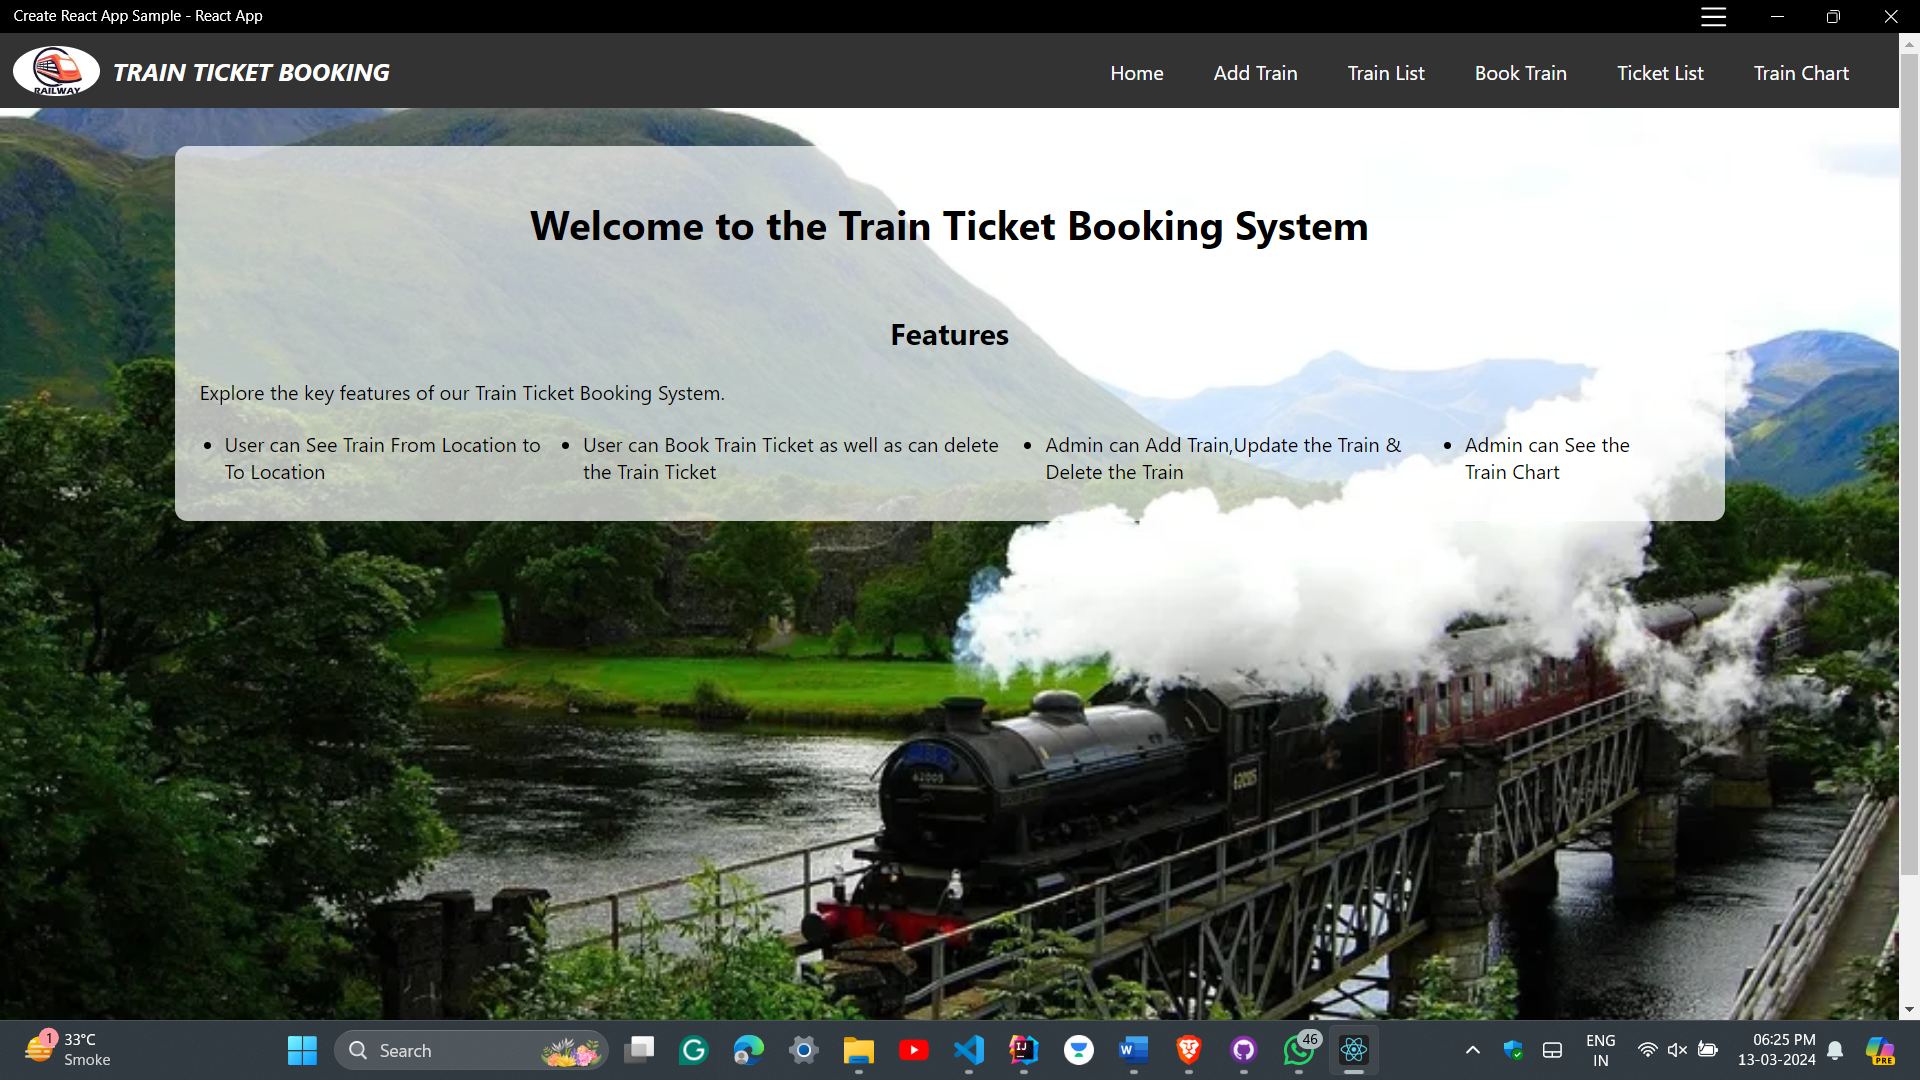 Create React App Sample - React App
RAILWAY
TRAIN TICKET BOOKING
Home
Add Train
Train List
Book Train
Ticket List
Train Chart
Welcome to the Train Ticket Booking System
Features
Explore the key features of our Train Ticket Booking System.
User can See Train From Location to
To Location
User can Book Train Ticket as well as can delete
the Train Ticket
Admin can Add Train,Update the Train &
Delete the Train
Admin can See the
Train Chart
62005
62005
1
33°C
Smoke
Search
46
ENG
IN
06:25 PM
13-03-2024
PRE